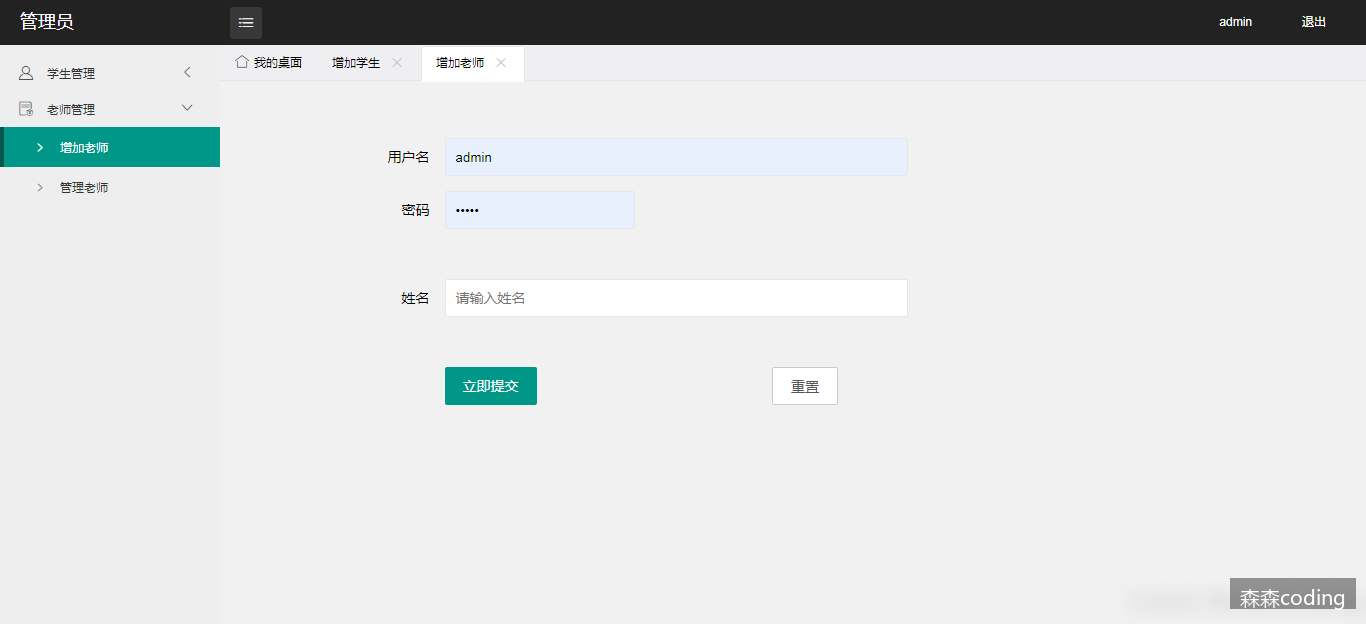 管理员
admin
退出
学生管理
老师管理
增加老师
管理老师
我的桌面
增加学生
增加老师
用户名
admin
密码
•••••
姓名
请输入姓名
立即提交
重置
森森coding